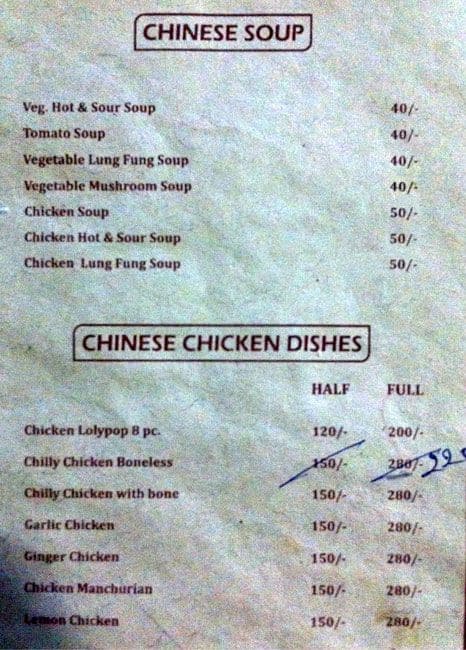 CHINESE SOUP
Veg. Hot & Sour Soup 40/-
Tomato Soup 40/-
Vegetable Lung Fung Soup 40/-
Vegetable Mushroom Soup 40/-
Chicken Soup 50/-
Chicken Hot & Sour Soup 50/-
Chicken Lung Fung Soup 50/-
CHINESE CHICKEN DISHES
HALF FULL
Chicken Lolypop 8 pc. 120/- 200/-
Chilly Chicken Boneless 150/- 280/-
Chilly Chicken with bone 150/- 280/-
Garlic Chicken 150/- 280/-
Ginger Chicken 150/- 280/-
Chicken Manchurian 150/- 280/-
Lemon Chicken 150/- 280/-